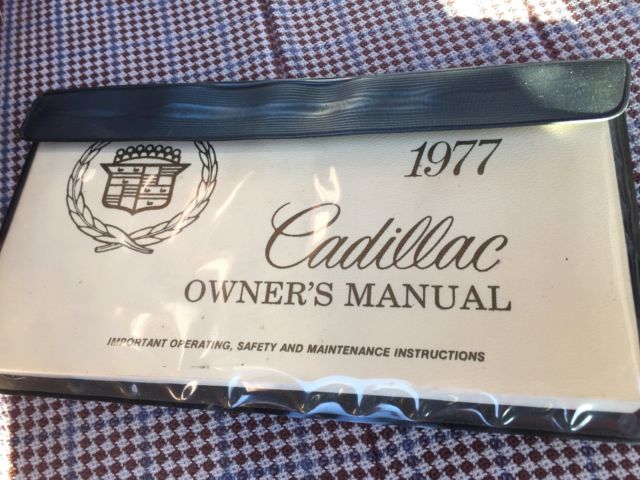 1977
Cadillac
OWNER'S MANUAL
IMPORTANT OPERATING, SAFETY AND MAINTENANCE INSTRUCTIONS